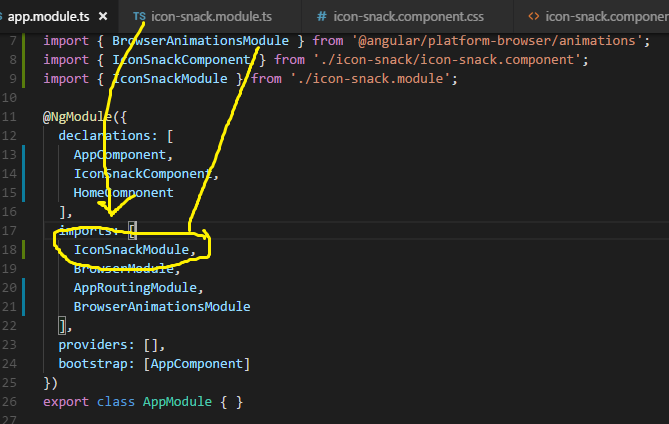 app.module.ts × TS icon-snack.module.ts # icon-snack.component.css <> icon-snack.component
7 import { BrowserAnimationsModule } from '@angular/platform-browser/animations';
8 import { IconSnackComponent } from './icon-snack/icon-snack.component';
9 import { IconSnackModule } from './icon-snack.module';
10
11 @NgModule({
12 declarations: [
13 AppComponent,
14 IconSnackComponent,
15 HomeComponent
16 ],
17 imports: [
18 IconSnackModule,
19 BrowserModule,
20 AppRoutingModule,
21 BrowserAnimationsModule
22 ],
23 providers: [],
24 bootstrap: [AppComponent]
25 })
26 export class AppModule { }
27